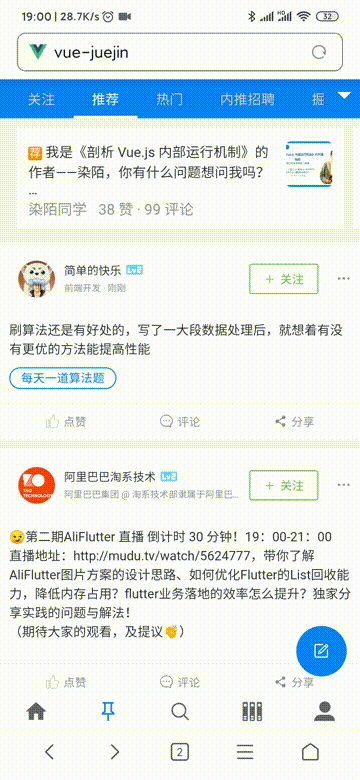 19:00 | 28.7K/s
HD
32
vue-juejin
关注 推荐 热门 内推招聘 掘
荐 我是《剖析 Vue.js 内部运行机制》的
作者——染陌，你有什么问题想问我吗？
...
染陌同学 38 赞 · 99 评论
简单的快乐
前端开发 · 刚刚
+ 关注
刷算法还是有好处的，写了一大段数据处理后，就想着有没
有更优的方法能提高性能
每天一道算法题
点赞 评论 分享
阿里巴巴淘系技术
阿里巴巴集团 @ 淘系技术部隶属于阿里巴...
+ 关注
TAO
TECHNOLOGY
第二期AliFlutter 直播 倒计时 30 分钟！19：00-21：00
直播地址：http://mudu.tv/watch/5624777，带你了解
AliFlutter图片方案的设计思路、如何优化Flutter的List回收能
力，降低内存占用？flutter业务落地的效率怎么提升？独家分
享实践的问题与解法！
（期待大家的观看，及提议👏）
点赞 评论 分享
2